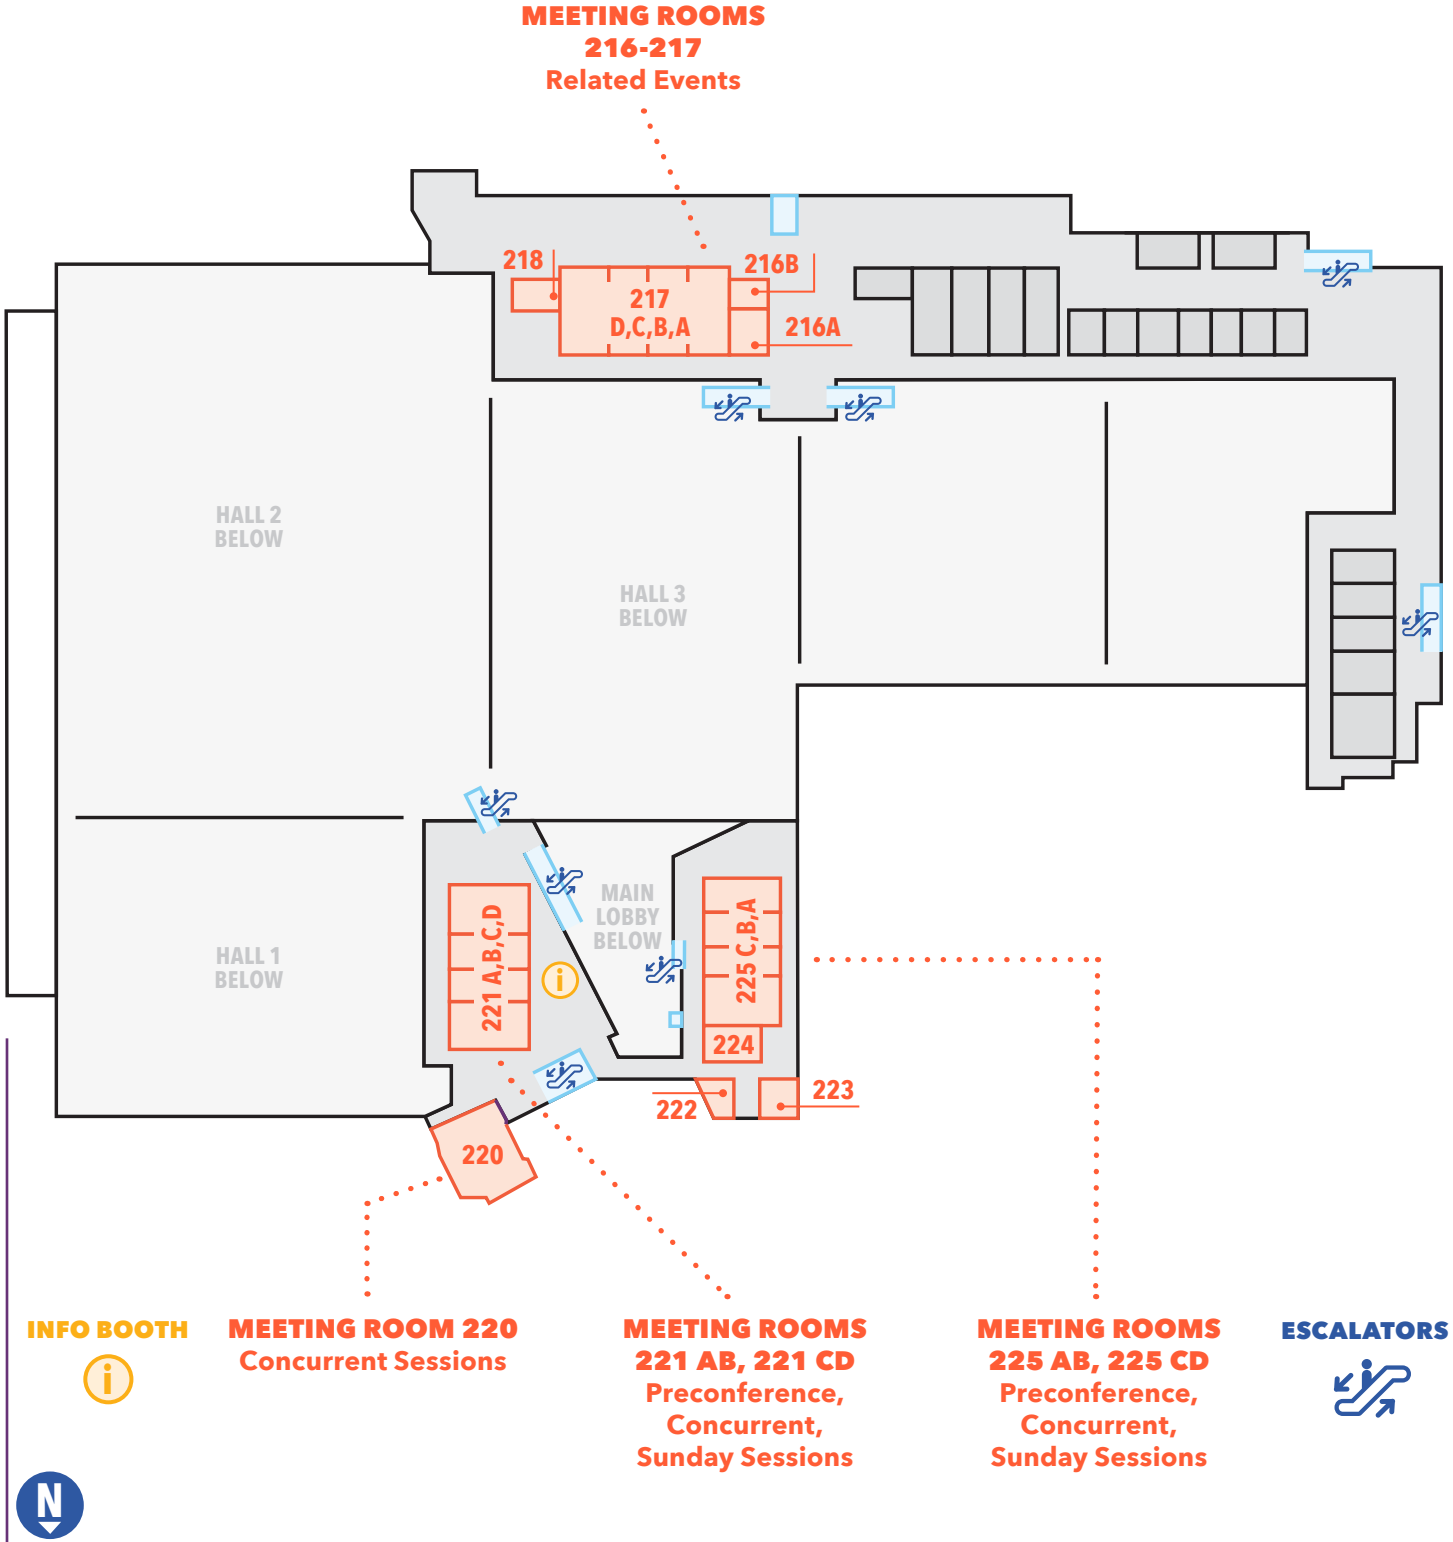 MEETING ROOMS
216-217
Related Events
218
217
D,C,B,A
216B
216A
HALL 2
BELOW
HALL 3
BELOW
MAIN
LOBBY
BELOW
HALL 1
BELOW
221 A,B,C,D
i
225 C,B,A
224
222
223
220
INFO BOOTH
i
MEETING ROOM 220
Concurrent Sessions
MEETING ROOMS
221 AB, 221 CD
Preconference,
Concurrent,
Sunday Sessions
MEETING ROOMS
225 AB, 225 CD
Preconference,
Concurrent,
Sunday Sessions
ESCALATORS
N